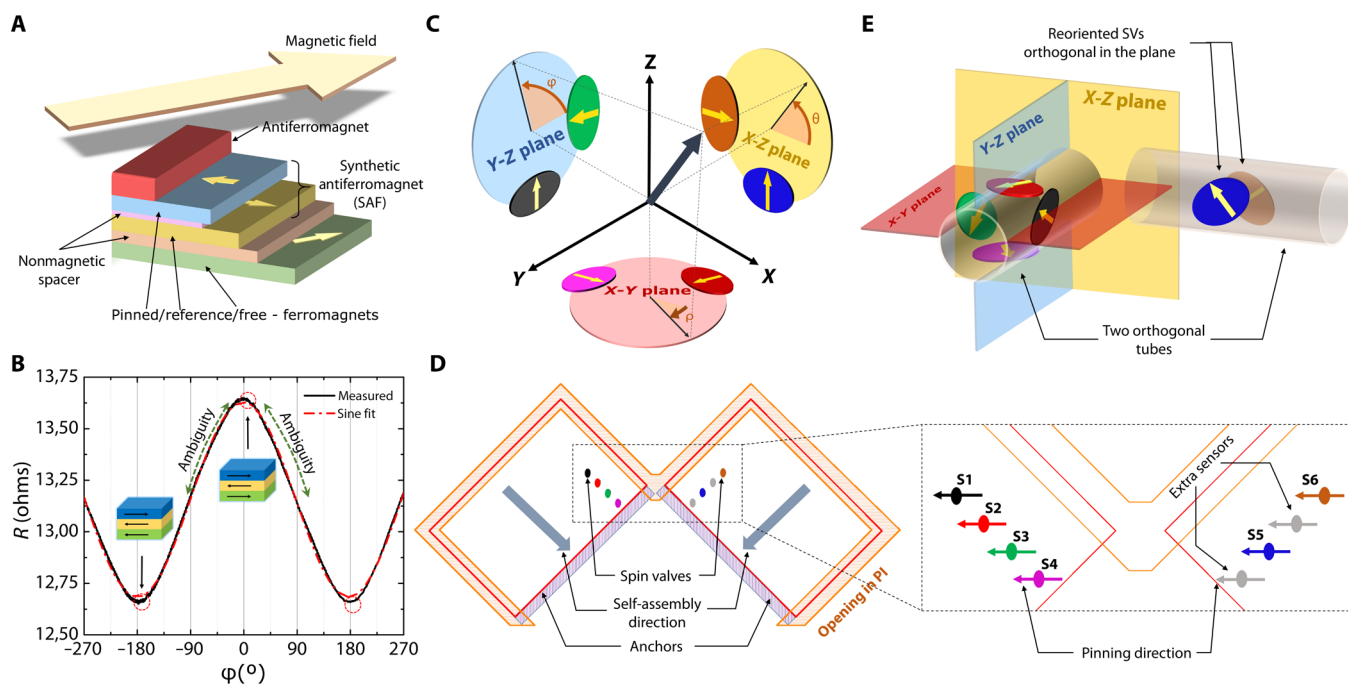 A
Magnetic field
Antiferromagnet
Synthetic
antiferromagnet
(SAF)
Nonmagnetic
spacer
Pinned/reference/free - ferromagnets
B
13,75
13,50
13,25
13,00
12,75
12,50
R (ohms)
-270 -180 -90 0 90 180 270
φ(º)
Measured
Sine fit
Ambiguity
Ambiguity
C
Z
Y
X
Y-Z plane
φ
X-Z plane
θ
X-Y plane
ρ
D
Spin valves
Self-assembly
direction
Anchors
Opening in PI
Extra sensors
S1
S2
S3
S4
S5
S6
Pinning direction
E
Reoriented SVs
orthogonal in the plane
X-Z plane
Y-Z plane
X-Y plane
Two orthogonal
tubes